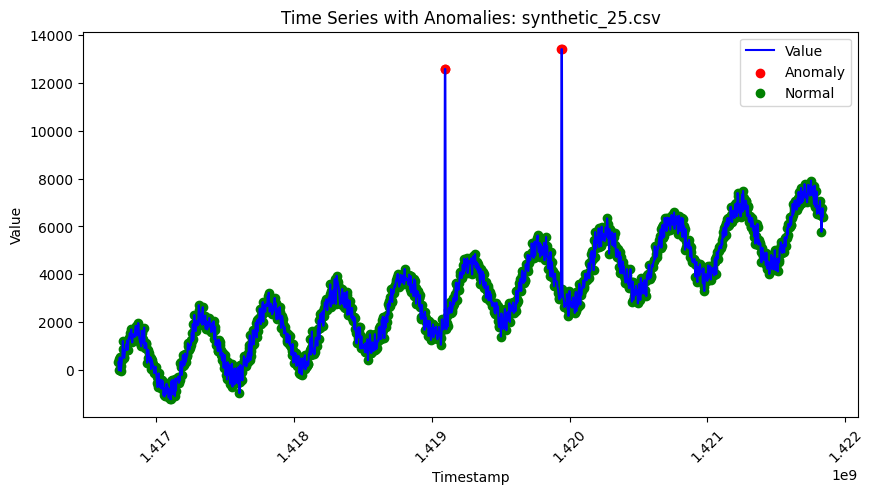 Time Series with Anomalies: synthetic_25.csv
14000
12000
10000
8000
6000
4000
2000
0
Value
Value
Anomaly
Normal
1.417
1.418
1.419
1.420
1.421
1.422
1e9
Timestamp